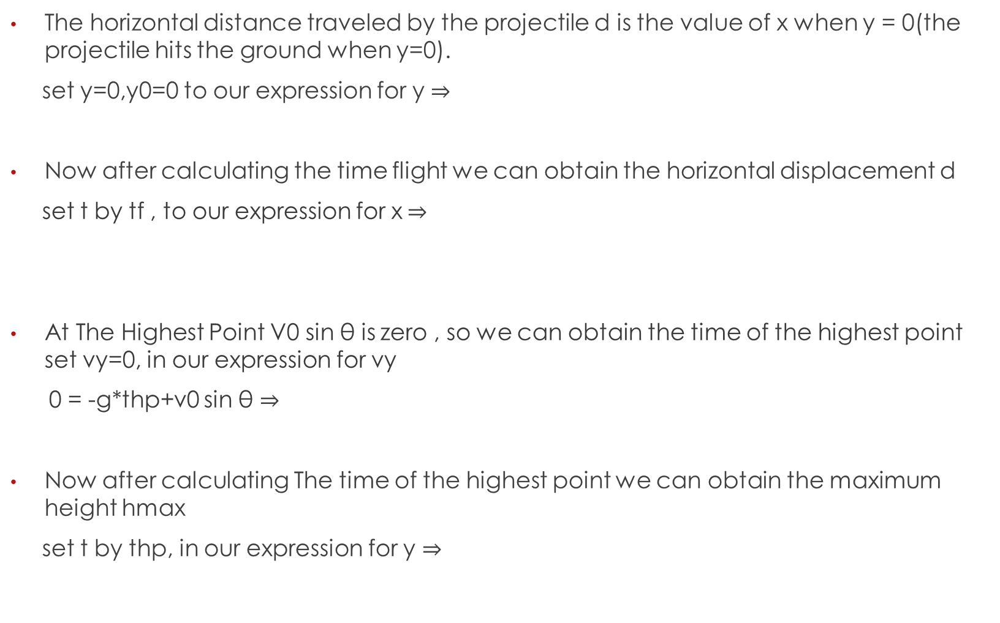 • The horizontal distance traveled by the projectile d is the value of x when y = 0(the
projectile hits the ground when y=0).
set y=0,y0=0 to our expression for y ⇒
• Now after calculating the time flight we can obtain the horizontal displacement d
set t by tf , to our expression for x ⇒
• At The Highest Point V0 sin θ is zero , so we can obtain the time of the highest point
set vy=0, in our expression for vy
0 = -g*thp+v0 sin θ ⇒
• Now after calculating The time of the highest point we can obtain the maximum
height hmax
set t by thp, in our expression for y ⇒